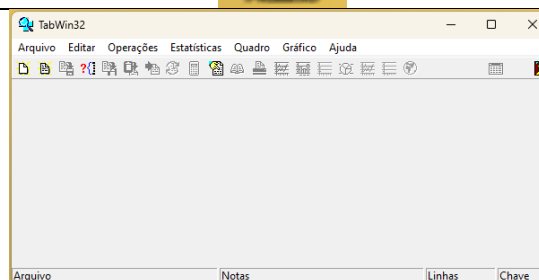 TabWin32
Arquivo Editar Operações Estatísticas Quadro Gráfico Ajuda
Arquivo Notas Linhas Chave